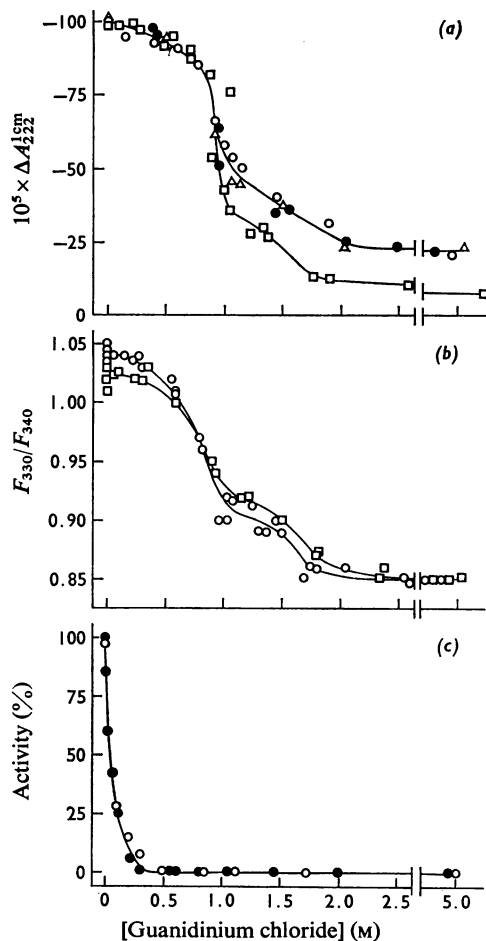 (a)
−100
−75
−50
−25
0
10⁵ × ΔA¹ᶜᵐ₂₂₂
(b)
1.05
1.00
0.95
0.90
0.85
F₃₃₀/F₃₄₀
(c)
100
75
50
25
0
Activity (%)
0 0.5 1.0 1.5 2.0 2.5 5.0
[Guanidinium chloride] (M)